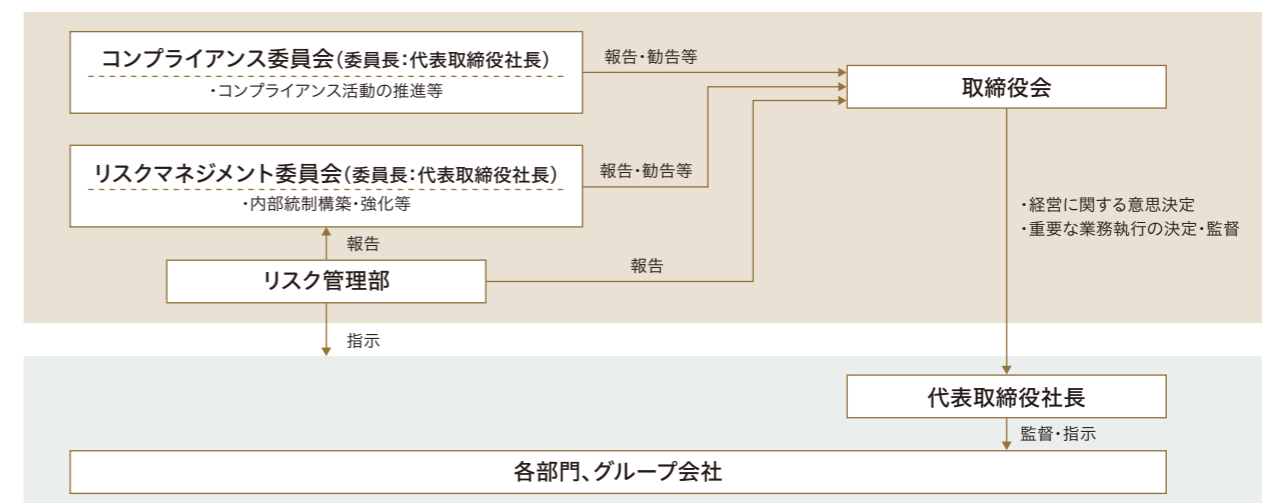 コンプライアンス委員会(委員長:代表取締役社長)
・コンプライアンス活動の推進等
報告・勧告等
取締役会
リスクマネジメント委員会(委員長:代表取締役社長)
・内部統制構築・強化等
報告・勧告等
・経営に関する意思決定
・重要な業務執行の決定・監督
報告
リスク管理部
報告
指示
代表取締役社長
監督・指示
各部門、グループ会社